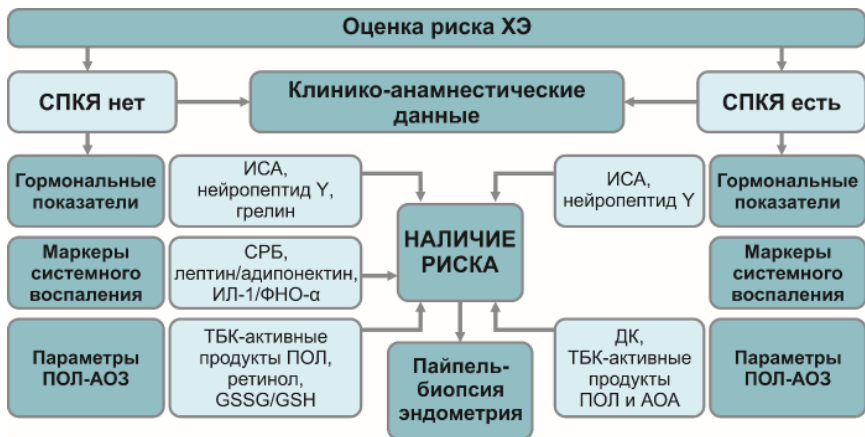 Оценка риска ХЭ
СПКЯ нет
Клинико-анамнестические
данные
СПКЯ есть
Гормональные
показатели
ИСА,
нейропептид Y,
грелин
ИСА,
нейропептид Y
Гормональные
показатели
НАЛИЧИЕ
РИСКА
Маркеры
системного
воспаления
СРБ,
лептин/адипонектин,
ИЛ-1/ФНО-α
Маркеры
системного
воспаления
Параметры
ПОЛ-АОЗ
ТБК-активные
продукты ПОЛ,
ретинол,
GSSG/GSH
Пайпель-
биопсия
эндометрия
ДК,
ТБК-активные
продукты
ПОЛ и АОА
Параметры
ПОЛ-АОЗ